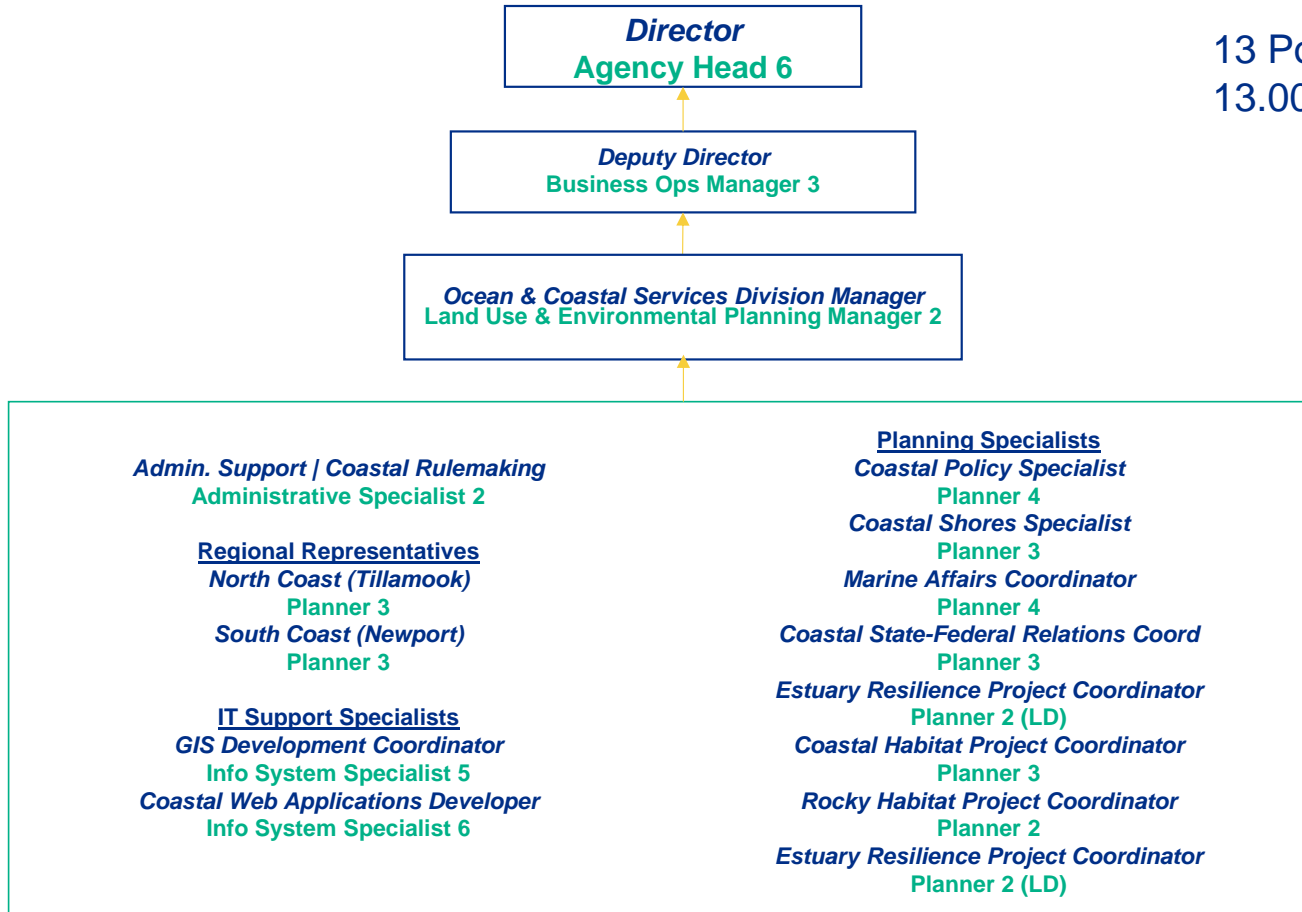 Director
Agency Head 6
13
13.00
Deputy Director
Business Ops Manager 3
Ocean & Coastal Services Division Manager
Land Use & Environmental Planning Manager 2
Admin. Support | Coastal Rulemaking
Administrative Specialist 2
Regional Representatives
North Coast (Tillamook)
Planner 3
South Coast (Newport)
Planner 3
IT Support Specialists
GIS Development Coordinator
Info System Specialist 5
Coastal Web Applications Developer
Info System Specialist 6
Planning Specialists
Coastal Policy Specialist
Planner 4
Coastal Shores Specialist
Planner 3
Marine Affairs Coordinator
Planner 4
Coastal State-Federal Relations Coord
Planner 3
Estuary Resilience Project Coordinator
Planner 2 (LD)
Coastal Habitat Project Coordinator
Planner 3
Rocky Habitat Project Coordinator
Planner 2
Estuary Resilience Project Coordinator
Planner 2 (LD)